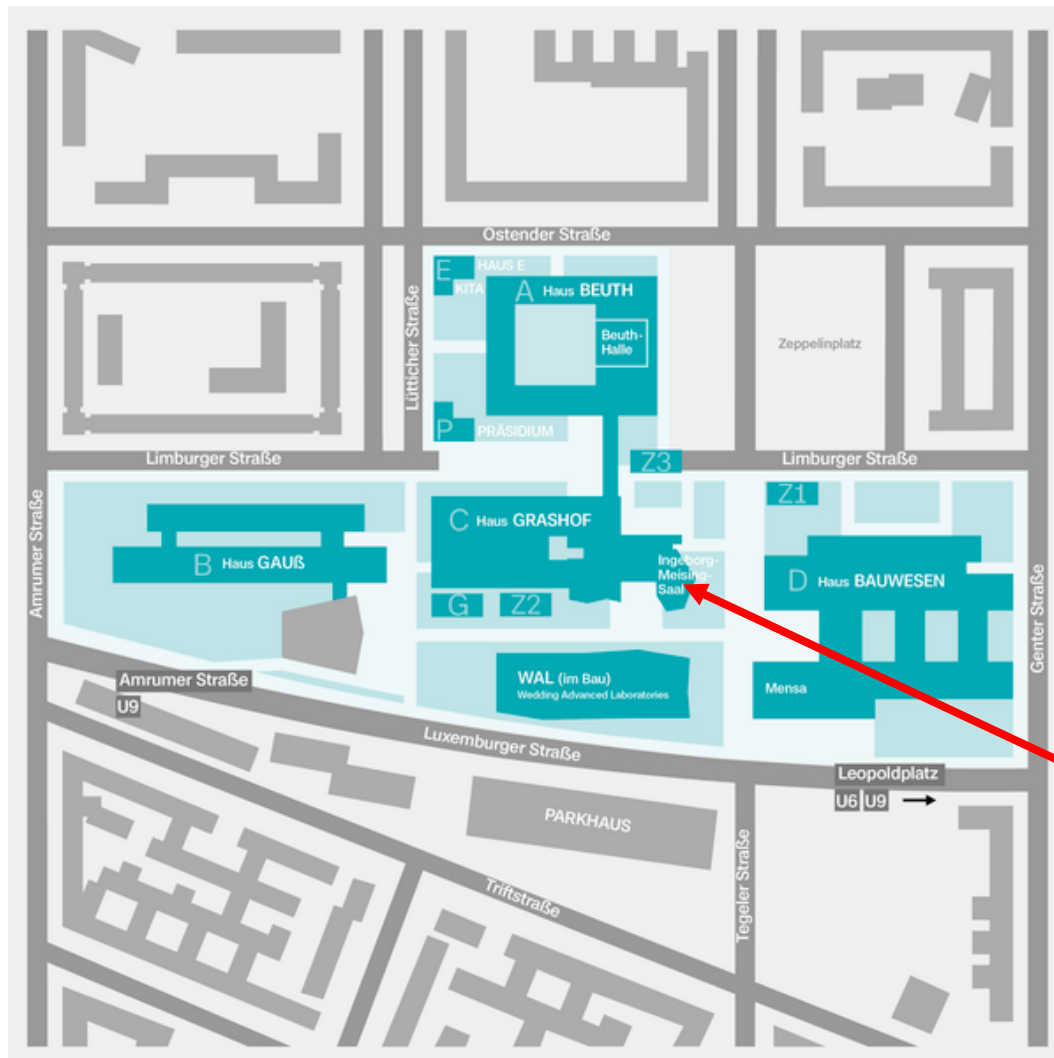 Ostender Straße
E
HAUS E
KITA
A Haus BEUTH
Beuth-
Halle
Zeppelinplatz
Lütticher Straße
P
PRÄSIDIUM
Limburger Straße
Z3
Limburger Straße
Z1
Amrumer Straße
C Haus GRASHOF
B Haus GAUß
Ingeborg-
Meising-
Saal
D Haus BAUWESEN
Genter Straße
G
Z2
WAL (im Bau)
Wedding Advanced Laboratories
Mensa
Amrumer Straße
U9
Luxemburger Straße
Leopoldplatz
U6 U9 →
PARKHAUS
Tegeler Straße
Triftstraße